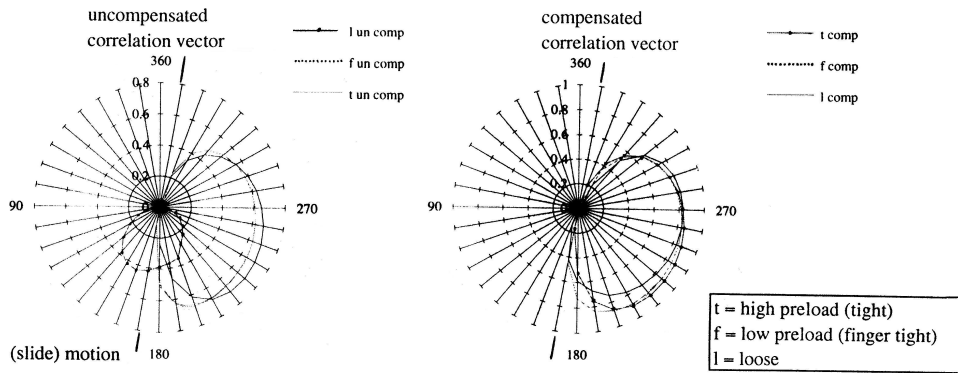 uncompensated
correlation vector
360
0.8
0.6
0.4
0.2
0
90
270
180
(slide) motion
l un comp
f un comp
t un comp
compensated
correlation vector
360
1
0.8
0.6
0.4
0.2
90
270
180
t comp
f comp
l comp
t = high preload (tight)
f = low preload (finger tight)
l = loose